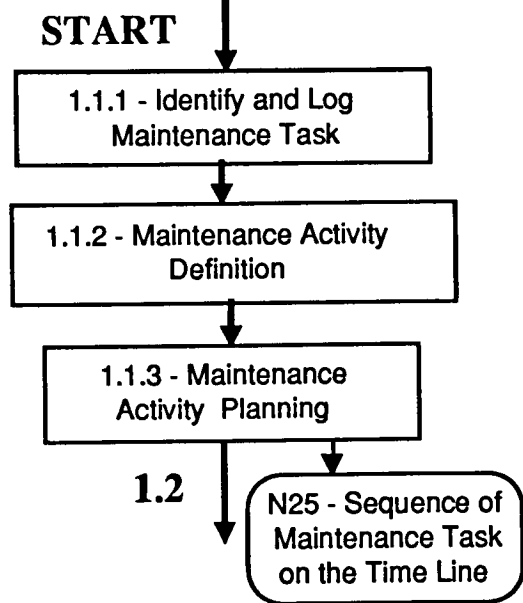 START
1.1.1 - Identify and Log
Maintenance Task
1.1.2 - Maintenance Activity
Definition
1.1.3 - Maintenance
Activity Planning
1.2
N25 - Sequence of
Maintenance Task
on the Time Line